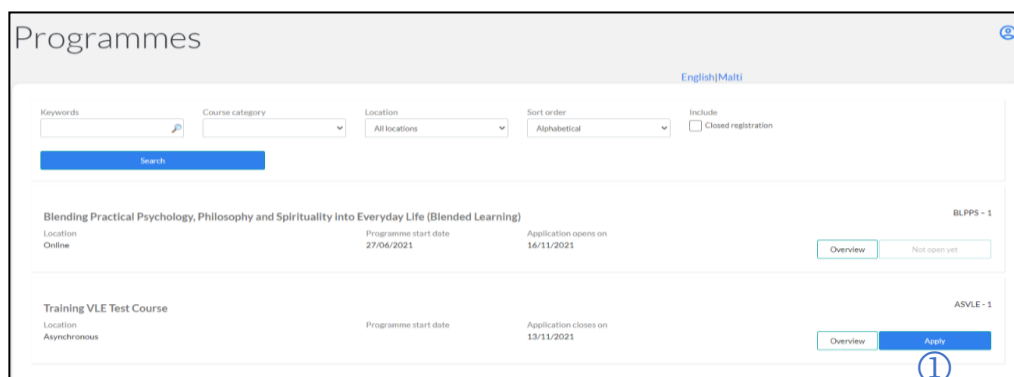 Programmes
English|Malti
Keywords Course category Location Sort order Include
All locations Alphabetical Closed registration
Search
Blending Practical Psychology, Philosophy and Spirituality into Everyday Life (Blended Learning) BLPPS - 1
Location Programme start date Application opens on
Online 27/06/2021 16/11/2021
Overview Not open yet
Training VLE Test Course ASVLE - 1
Location Programme start date Application closes on
Asynchronous 13/11/2021
Overview Apply
①